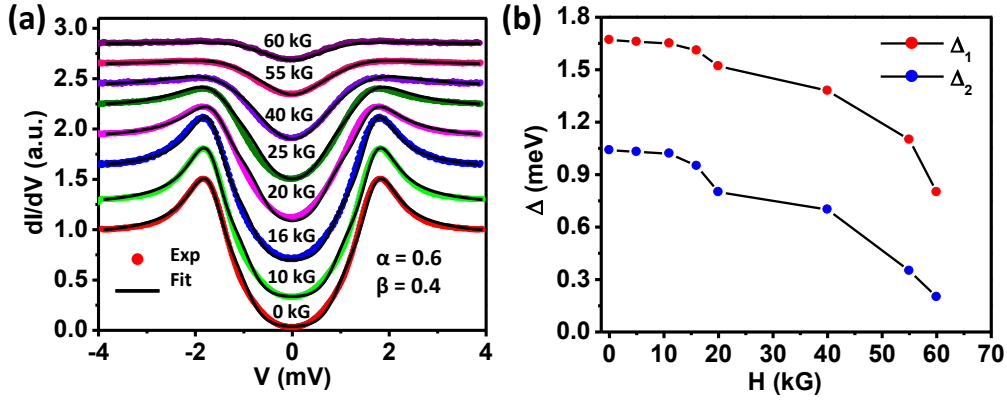 (a)
3.0
2.5
2.0
1.5
1.0
0.5
0.0
dI/dV (a.u.)
60 kG
55 kG
40 kG
25 kG
20 kG
16 kG
10 kG
0 kG
Exp
Fit
α = 0.6
β = 0.4
-4
-2
0
2
4
V (mV)
(b)
1.8
1.5
1.2
0.9
0.6
0.3
0.0
Δ (meV)
Δ1
Δ2
0
10
20
30
40
50
60
70
H (kG)